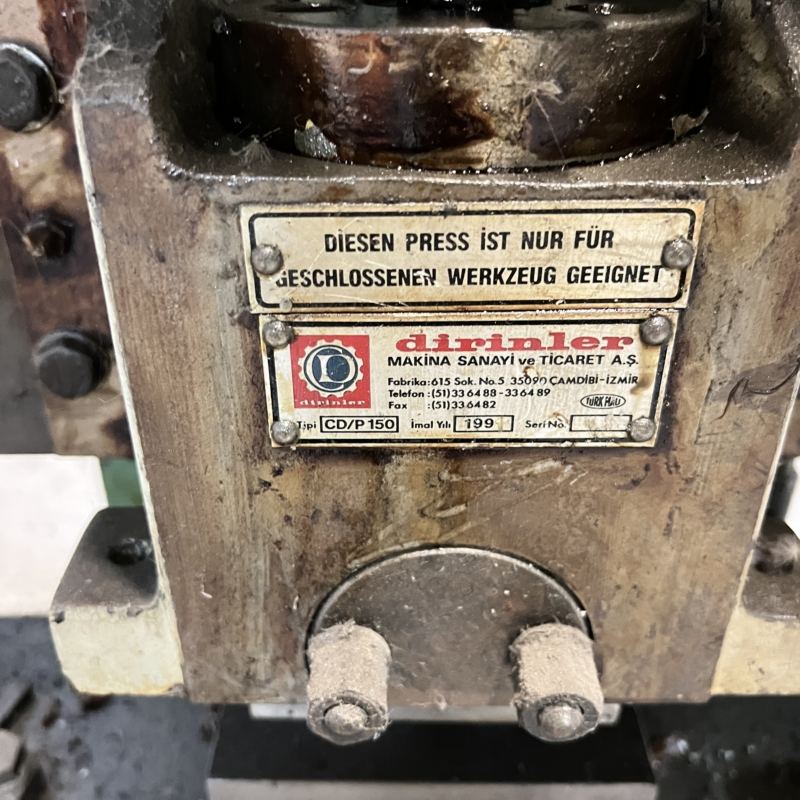 DIESEN PRESS İST NUR FÜR
GESCHLOSSENEN WERKZEUG GEEIGNET
dirinler
MAKİNA SANAYİ ve TİCARET A.Ş.
Fabrika: 615 Sok. No. 5 35090 ÇAMDİBİ-İZMİR
Telefon : (51) 33 64 88 - 33 64 89
Fax : (51) 33 64 82
TÜRK MALI
dirinler
Tipi CD/P 150 İmal Yılı 199 Seri No.